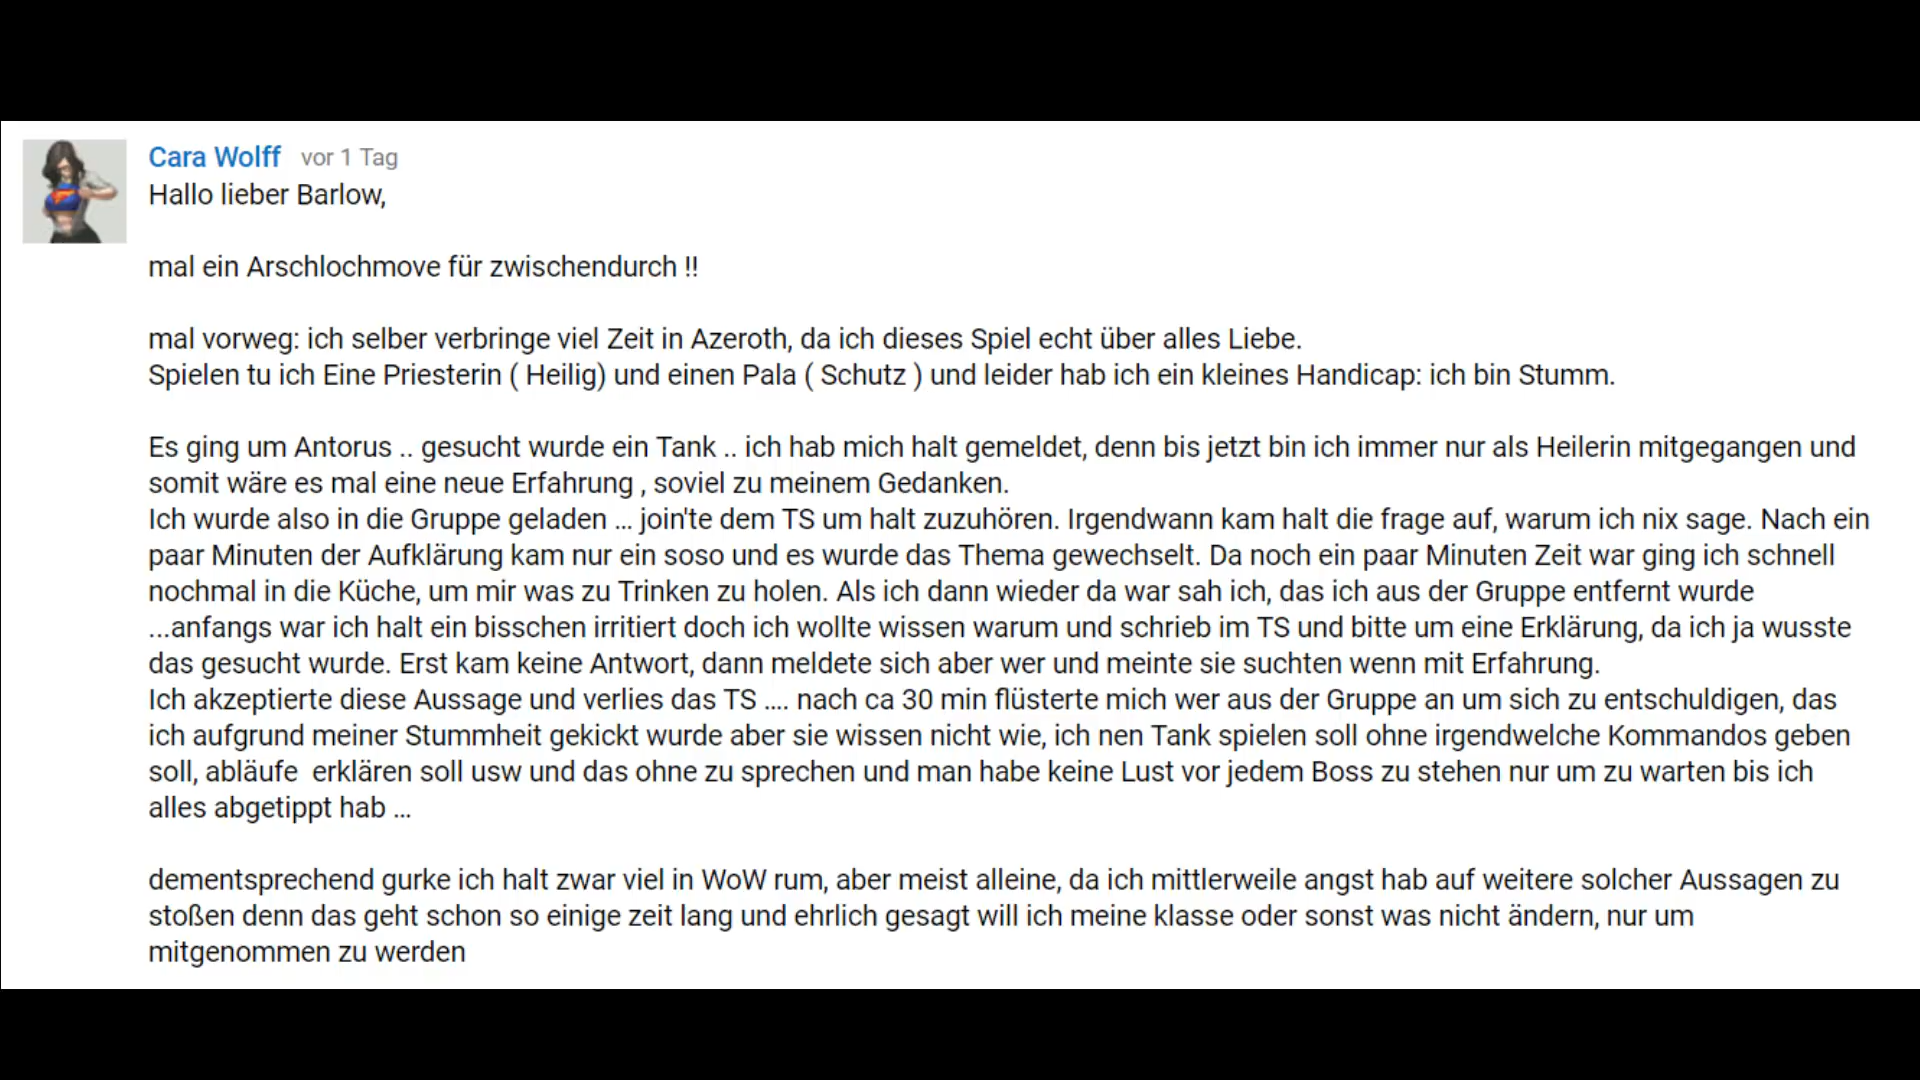 Cara Wolff vor 1 Tag
Hallo lieber Barlow,
mal ein Arschlochmove für zwischendurch !!
mal vorweg: ich selber verbringe viel Zeit in Azeroth, da ich dieses Spiel echt über alles Liebe.
Spielen tu ich Eine Priesterin ( Heilig) und einen Pala ( Schutz ) und leider hab ich ein kleines Handicap: ich bin Stumm.
Es ging um Antorus .. gesucht wurde ein Tank .. ich hab mich halt gemeldet, denn bis jetzt bin ich immer nur als Heilerin mitgegangen und
somit wäre es mal eine neue Erfahrung , soviel zu meinem Gedanken.
Ich wurde also in die Gruppe geladen ... join'te dem TS um halt zuzuhören. Irgendwann kam halt die frage auf, warum ich nix sage. Nach ein
paar Minuten der Aufklärung kam nur ein soso und es wurde das Thema gewechselt. Da noch ein paar Minuten Zeit war ging ich schnell
nochmal in die Küche, um mir was zu Trinken zu holen. Als ich dann wieder da war sah ich, das ich aus der Gruppe entfernt wurde
...anfangs war ich halt ein bisschen irritiert doch ich wollte wissen warum und schrieb im TS und bitte um eine Erklärung, da ich ja wusste
das gesucht wurde. Erst kam keine Antwort, dann meldete sich aber wer und meinte sie suchten wenn mit Erfahrung.
Ich akzeptierte diese Aussage und verlies das TS .... nach ca 30 min flüsterte mich wer aus der Gruppe an um sich zu entschuldigen, das
ich aufgrund meiner Stummheit gekickt wurde aber sie wissen nicht wie, ich nen Tank spielen soll ohne irgendwelche Kommandos geben
soll, abläufe  erklären soll usw und das ohne zu sprechen und man habe keine Lust vor jedem Boss zu stehen nur um zu warten bis ich
alles abgetippt hab ...
dementsprechend gurke ich halt zwar viel in WoW rum, aber meist alleine, da ich mittlerweile angst hab auf weitere solcher Aussagen zu
stoßen denn das geht schon so einige zeit lang und ehrlich gesagt will ich meine klasse oder sonst was nicht ändern, nur um
mitgenommen zu werden